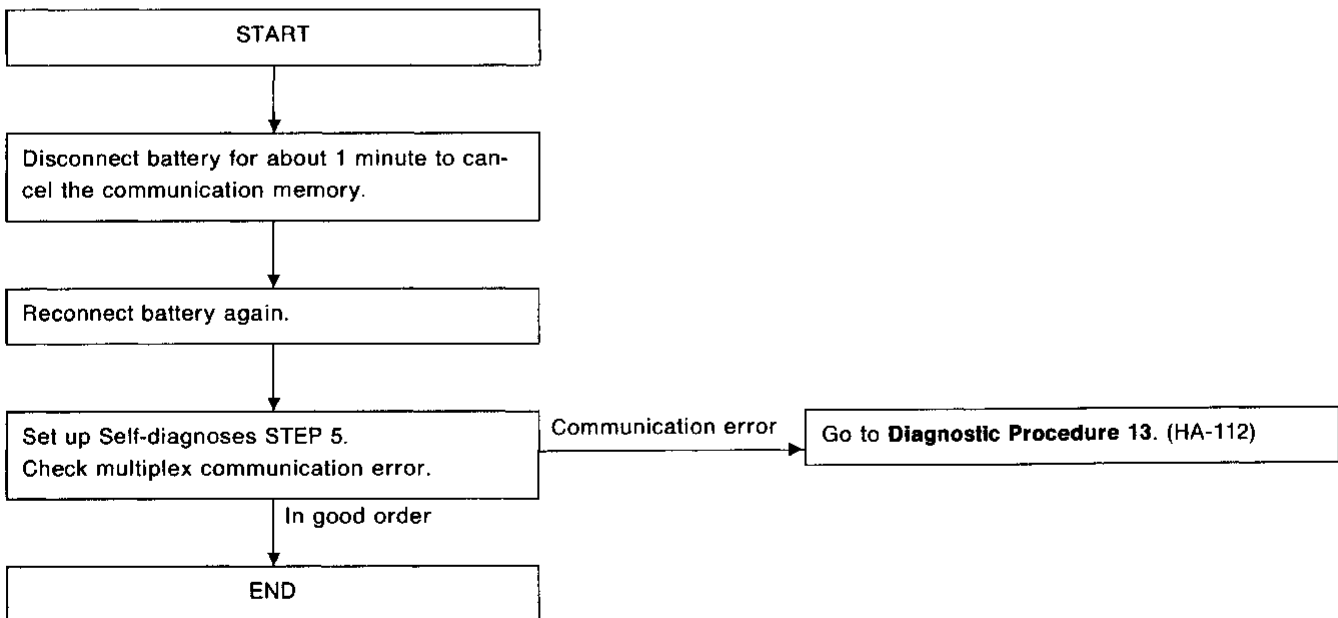 START
Disconnect battery for about 1 minute to can-
cel the communication memory.
Reconnect battery again.
Set up Self-diagnoses STEP 5.
Check multiplex communication error.
Communication error
Go to Diagnostic Procedure 13. (HA-112)
In good order
END